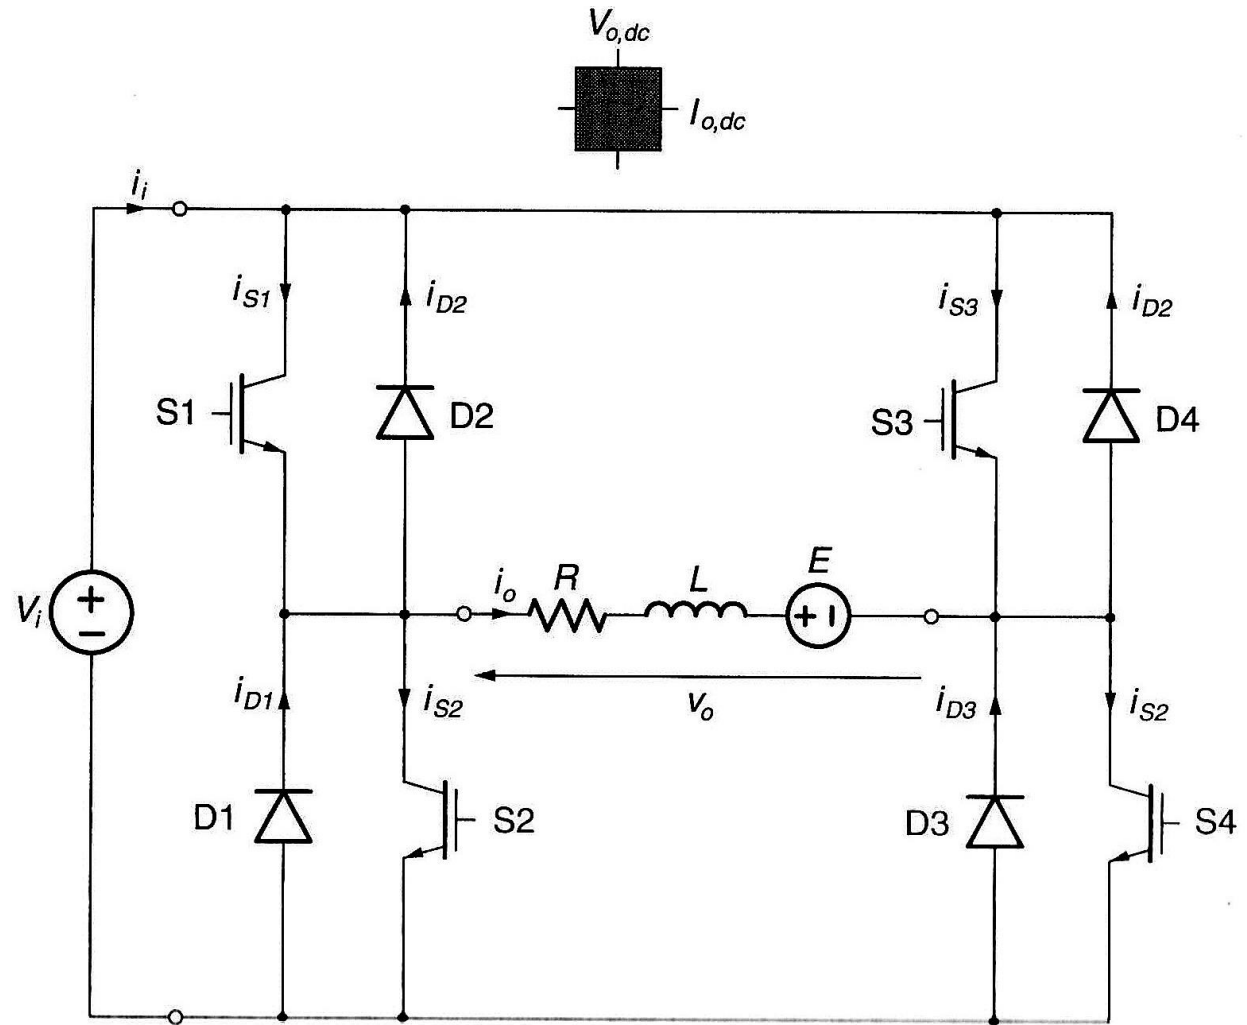 Vo,dc
Io,dc
ii
iS1
iD2
iS3
iD2
S1
D2
S3
D4
Vi
+
−
io
R
L
E
+ I
vo
iD1
iS2
iD3
iS2
D1
S2
D3
S4